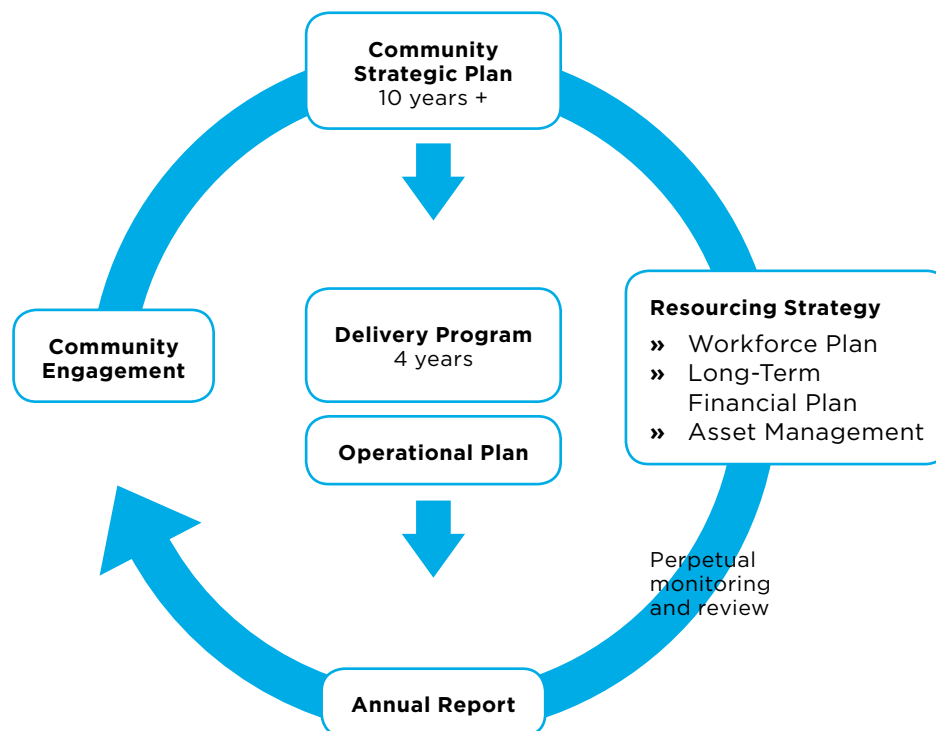 Community
Strategic Plan
10 years +
Delivery Program
4 years
Operational Plan
Community
Engagement
Resourcing Strategy
» Workforce Plan
» Long-Term
Financial Plan
» Asset Management
Perpetual
monitoring
and review
Annual Report